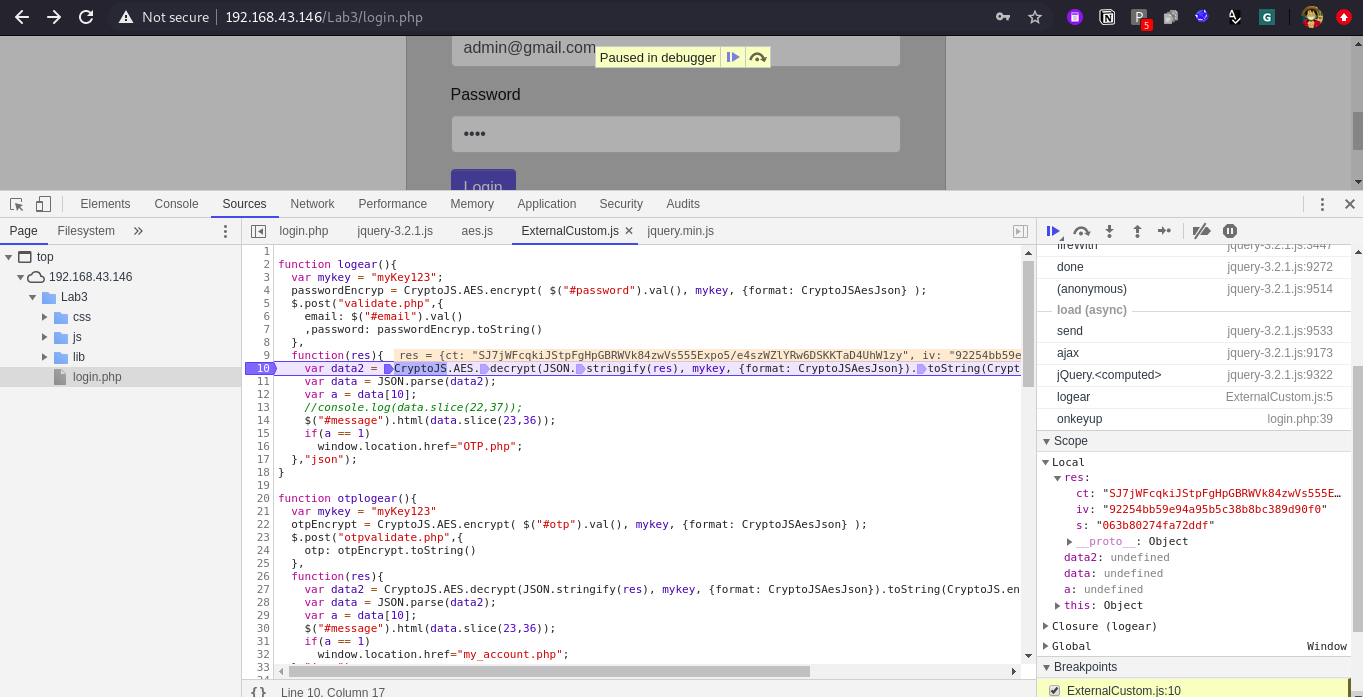 Not secure | 192.168.43.146/Lab3/login.php
P 5 G
admin@gmail.com
Paused in debugger
Password
••••
Login
Elements Console Sources Network Performance Memory Application Security Audits
Page Filesystem »
login.php jquery-3.2.1.js aes.js ExternalCustom.js × jquery.min.js
top
192.168.43.146
Lab3
css
js
lib
login.php
1
2 function logear(){
3 var mykey = "myKey123";
4 passwordEncryp = CryptoJS.AES.encrypt( $("#password").val(), mykey, {format: CryptoJSAesJson} );
5 $.post("validate.php",{
6 email: $("#email").val()
7 ,password: passwordEncryp.toString()
8 },
9 function(res){ res = {ct: "SJ7jWFcqkiJStpFgHpGBRWVk84zwVs555Expo5/e4szWZlYRw6DSKKTaD4UhW1zy", iv: "92254bb59e
10 var data2 = CryptoJS.AES.decrypt(JSON.stringify(res), mykey, {format: CryptoJSAesJson}).toString(Crypt
11 var data = JSON.parse(data2);
12 var a = data[10];
13 //console.log(data.slice(22,37));
14 $("#message").html(data.slice(23,36));
15 if(a == 1)
16 window.location.href="OTP.php";
17 },"json");
18 }
19
20 function otplogear(){
21 var mykey = "myKey123"
22 otpEncrypt = CryptoJS.AES.encrypt( $("#otp").val(), mykey, {format: CryptoJSAesJson} );
23 $.post("otpvalidate.php",{
24 otp: otpEncrypt.toString()
25 },
26 function(res){
27 var data2 = CryptoJS.AES.decrypt(JSON.stringify(res), mykey, {format: CryptoJSAesJson}).toString(CryptoJS.en
28 var data = JSON.parse(data2);
29 var a = data[10];
30 $("#message").html(data.slice(23,36));
31 if(a == 1)
32 window.location.href="my_account.php";
33
{} Line 10, Column 17
fireWith jquery-3.2.1.js:3447
done jquery-3.2.1.js:9272
(anonymous) jquery-3.2.1.js:9514
load (async)
send jquery-3.2.1.js:9533
ajax jquery-3.2.1.js:9173
jQuery.<computed> jquery-3.2.1.js:9322
logear ExternalCustom.js:5
onkeyup login.php:39
Scope
Local
res:
ct: "SJ7jWFcqkiJStpFgHpGBRWVk84zwVs555E…
iv: "92254bb59e94a95b5c38b8bc389d90f0"
s: "063b80274fa72ddf"
__proto__: Object
data2: undefined
data: undefined
a: undefined
this: Object
Closure (logear)
Global Window
Breakpoints
ExternalCustom.js:10